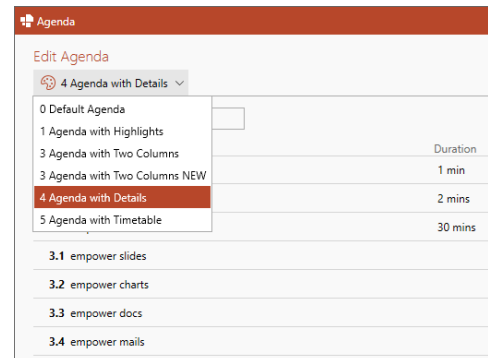 Agenda
Edit Agenda
4 Agenda with Details
0 Default Agenda
1 Agenda with Highlights
3 Agenda with Two Columns
3 Agenda with Two Columns NEW
4 Agenda with Details
5 Agenda with Timetable
Duration
1 min
2 mins
30 mins
3.1 empower slides
3.2 empower charts
3.3 empower docs
3.4 empower mails